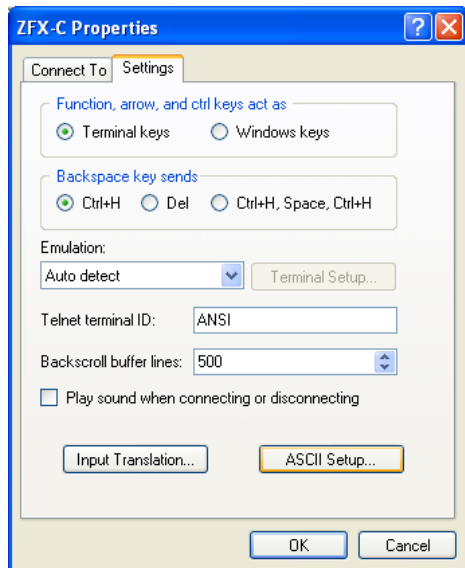 ZFX-C Properties
Connect To Settings
Function, arrow, and ctrl keys act as
Terminal keys Windows keys
Backspace key sends
Ctrl+H Del Ctrl+H, Space, Ctrl+H
Emulation:
Auto detect Terminal Setup...
Telnet terminal ID: ANSI
Backscroll buffer lines: 500
Play sound when connecting or disconnecting
Input Translation... ASCII Setup...
OK Cancel